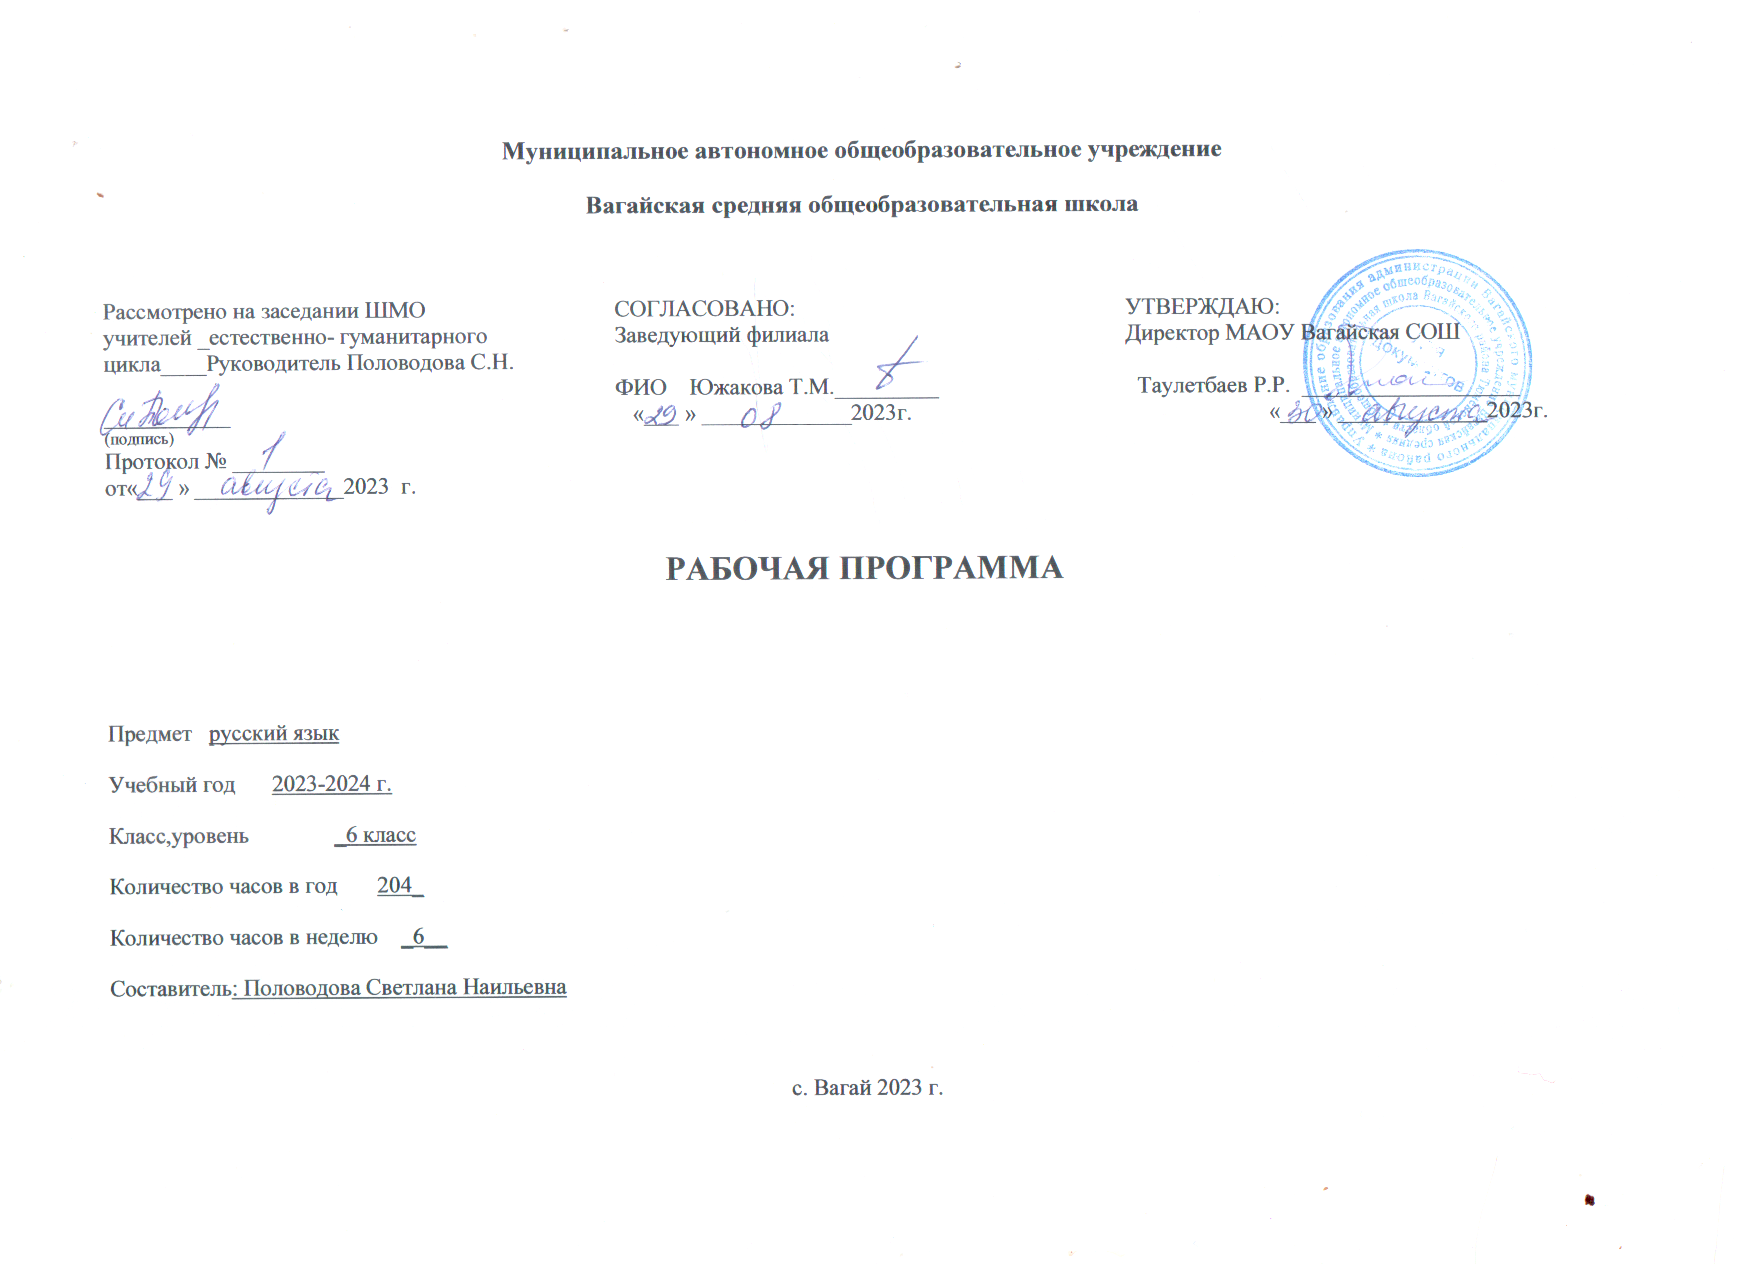 Муниципальное автономное общеобразовательное учреждение
Вагайская средняя общеобразовательная школа
Рассмотрено на заседании ШМО
учителей _естественно- гуманитарного
цикла____Руководитель Половодова С.Н.
(подпись)
Протокол № 1
от«29» августа 2023 г.
СОГЛАСОВАНО:
Заведующий филиала
ФИО Южакова Т.М._________
«29» 08 2023г.
УТВЕРЖДАЮ:
Директор МАОУ Вагайская СОШ
Таулетбаев Р.Р.
«30» августа 2023г.
РАБОЧАЯ ПРОГРАММА
Предмет русский язык
Учебный год 2023-2024 г.
Класс,уровень _6 класс
Количество часов в год 204_
Количество часов в неделю _6__
Составитель: Половодова Светлана Наильевна
с. Вагай 2023 г.